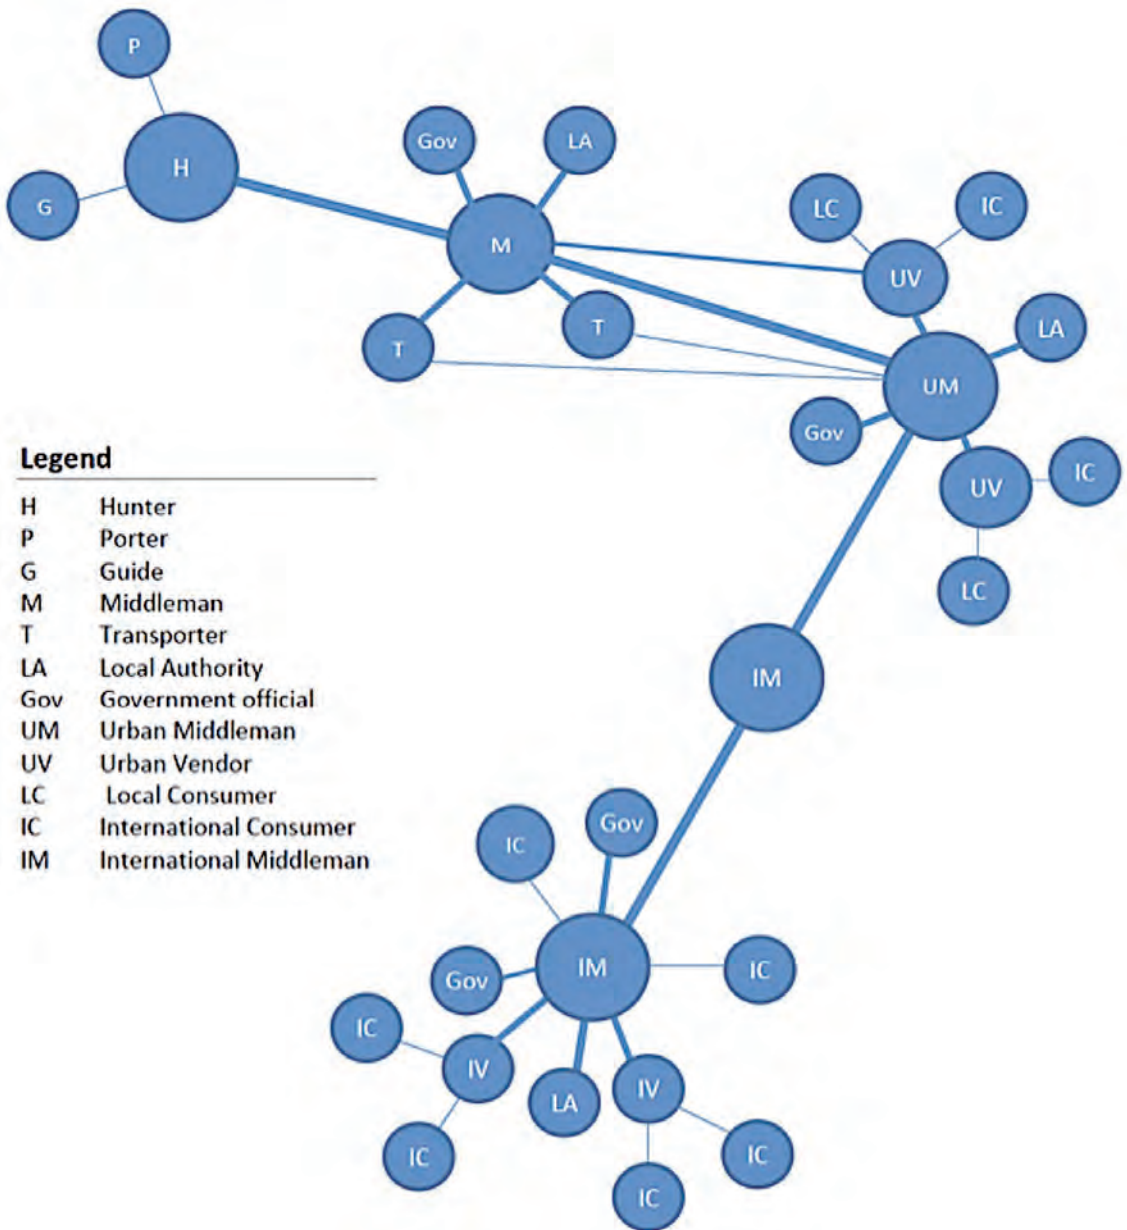 P
H
G
Gov
LA
M
T
T
LC
IC
UV
LA
UM
Gov
UV
IC
LC
IM
Legend
H Hunter
P Porter
G Guide
M Middleman
T Transporter
LA Local Authority
Gov Government official
UM Urban Middleman
UV Urban Vendor
LC Local Consumer
IC International Consumer
IM International Middleman
IC
Gov
IM
Gov
IC
IC
IV
LA
IV
IC
IC
IC